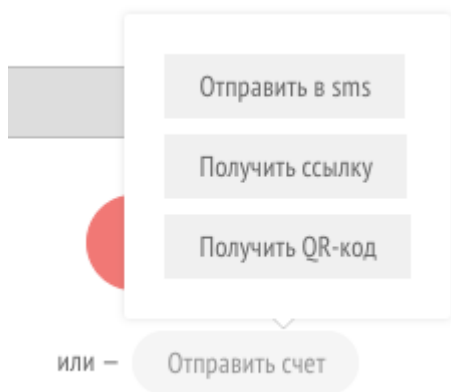 Отправить в sms
Получить ссылку
Получить QR-код
или — Отправить счет